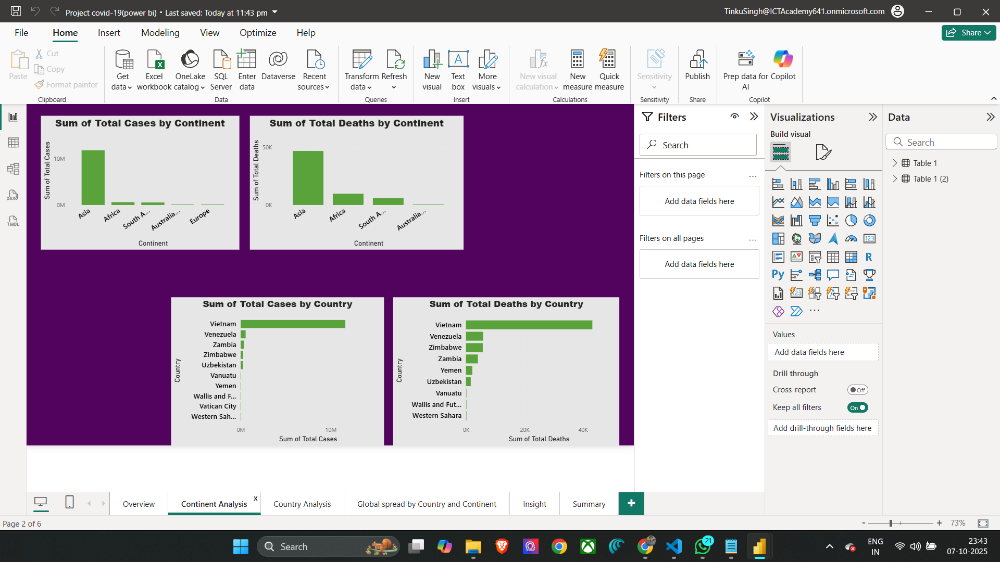 Project covid-19(power bi) • Last saved: Today at 11:43 pm
TinkuSingh@ICTAcademy641.onmicrosoft.com
File
Home
Insert
Modeling
View
Optimize
Help
Share
Paste
Cut
Copy
Format painter
Clipboard
Get
data
Excel
workbook
OneLake
catalog
SQL
Server
Enter
data
Dataverse
Recent
sources
Data
Transform
data
Refresh
Queries
New
visual
Text
box
More
visuals
Insert
New visual
calculation
New
measure
Quick
measure
Calculations
Sensitivity
Sensitivity
Publish
Share
Prep data for
AI
Copilot
Copilot
DAX
TMDL
Sum of Total Cases by Continent
Sum of Total Cases
10M
0M
Asia
Africa
South A...
Australia...
Europe
Continent
Sum of Total Deaths by Continent
Sum of Total Deaths
50K
0K
Asia
Africa
South A...
Australia...
Continent
Sum of Total Cases by Country
Country
Vietnam
Venezuela
Zambia
Zimbabwe
Uzbekistan
Vanuatu
Yemen
Wallis and F...
Vatican City
Western Sah...
0M
10M
Sum of Total Cases
Sum of Total Deaths by Country
Country
Vietnam
Venezuela
Zimbabwe
Zambia
Yemen
Uzbekistan
Vanuatu
Wallis and Fut...
Western Sahara
0K
20K
40K
Sum of Total Deaths
Filters
Search
Filters on this page
...
Add data fields here
Filters on all pages
...
Add data fields here
Visualizations
Build visual
123
R
Py
123
...
Values
Add data fields here
Drill through
Cross-report
Off
Keep all filters
On
Add drill-through fields here
Data
Search
Table 1
Table 1 (2)
Overview
Continent Analysis
x
Country Analysis
Global spread by Country and Continent
Insight
Summary
+
Page 2 of 6
-
+
73%
Search
21
ENG
IN
23:43
07-10-2025